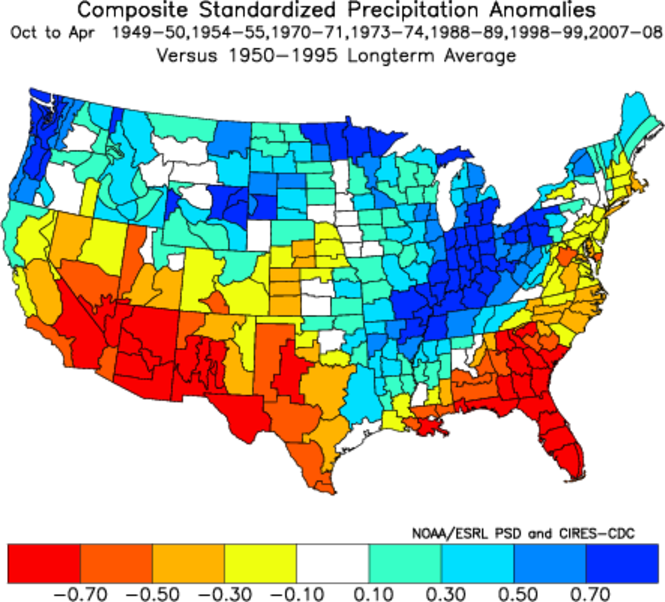 Composite Standardized Precipitation Anomalies
Oct to Apr 1949-50,1954-55,1970-71,1973-74,1988-89,1998-99,2007-08
Versus 1950-1995 Longterm Average
NOAA/ESRL PSD and CIRES-CDC
-0.70 -0.50 -0.30 -0.10 0.10 0.30 0.50 0.70